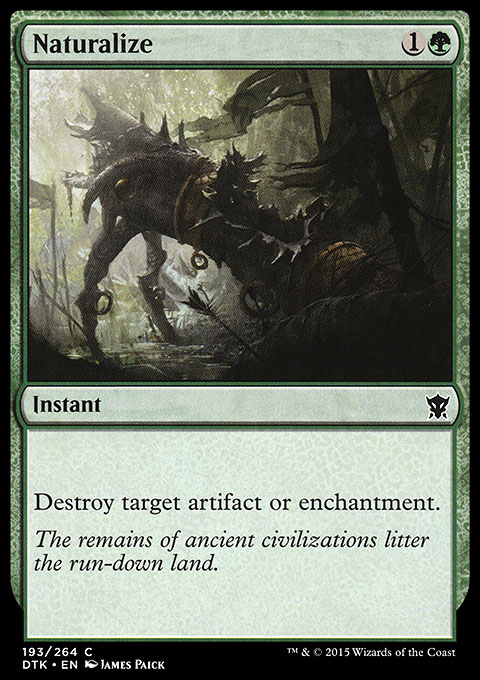 Naturalize 1
Instant
Destroy target artifact or enchantment.
The remains of ancient civilizations litter
the run-down land.
193/264 C
DTK • EN James Paick
™ & © 2015 Wizards of the Coast